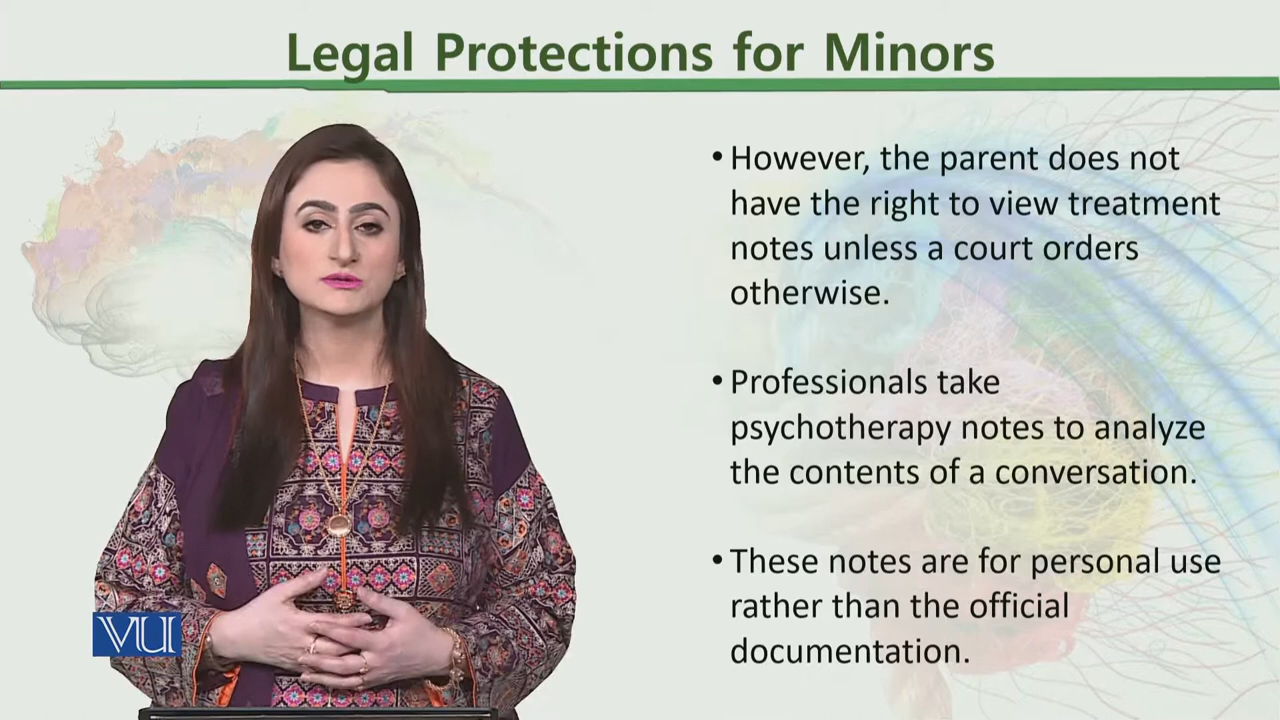 Legal Protections for Minors
• However, the parent does not
have the right to view treatment
notes unless a court orders
otherwise.
• Professionals take
psychotherapy notes to analyze
the contents of a conversation.
• These notes are for personal use
rather than the official
documentation.
VU